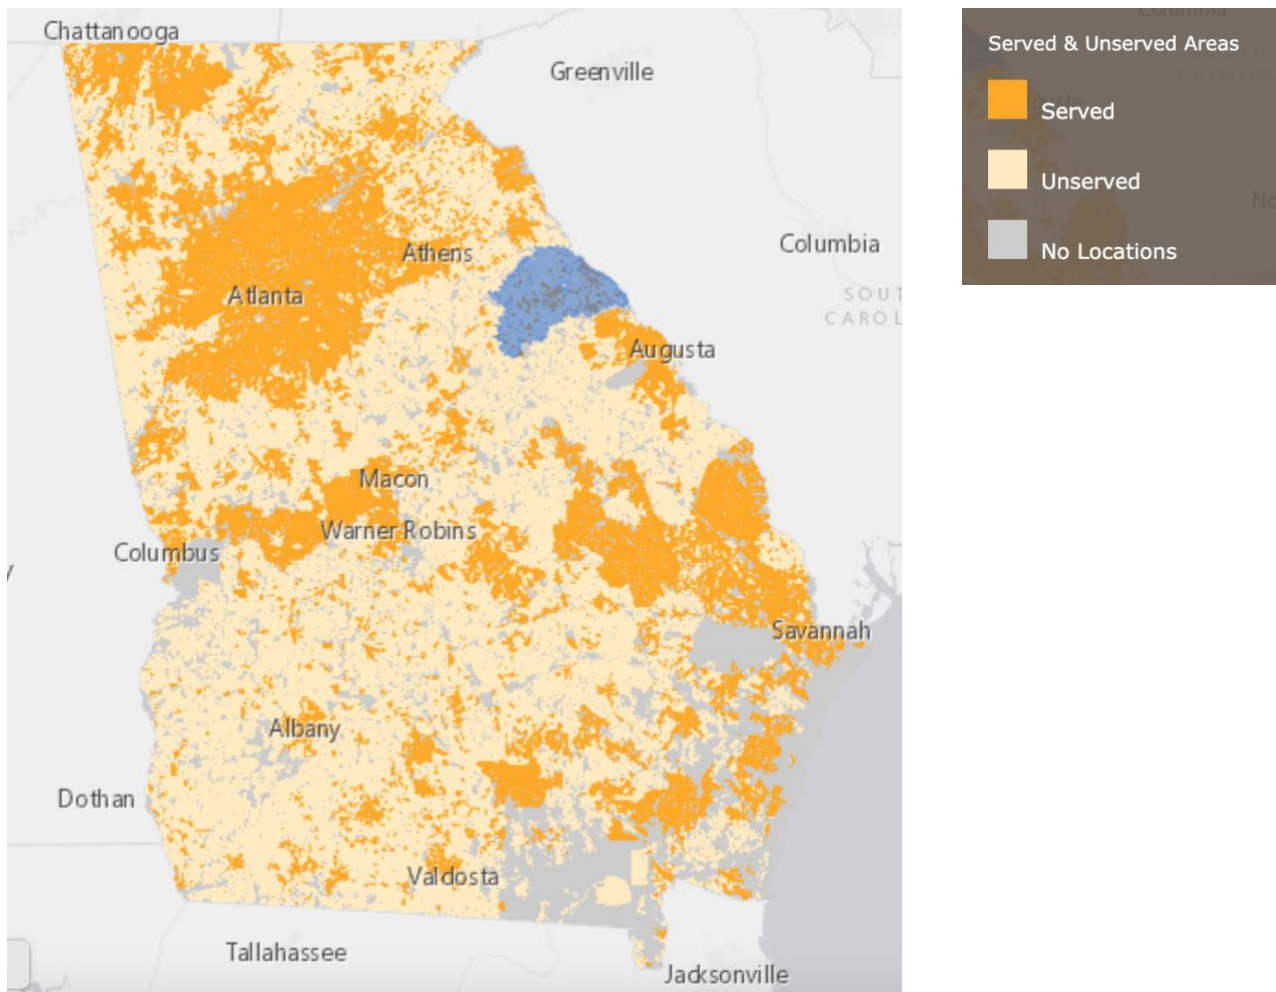 Chattanooga
Greenville
Athens
Columbia
Atlanta
SOUT
CAROL
Augusta
Macon
Warner Robins
Columbus
Savannah
Albany
Dothan
Valdosta
Tallahassee
Jacksonville
Served & Unserved Areas
Served
Unserved
No Locations